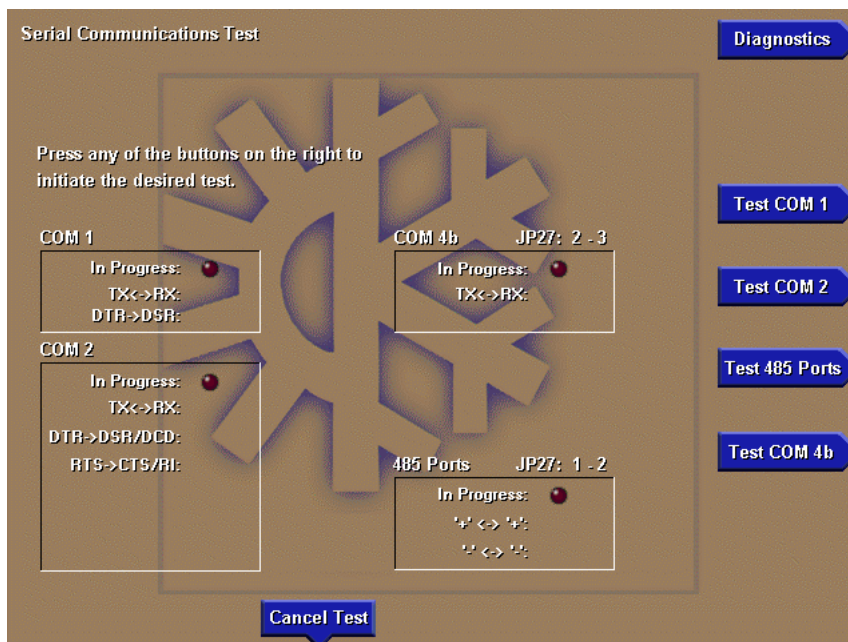 Serial Communications Test
Diagnostics
Press any of the buttons on the right to
initiate the desired test.
Test COM 1
Test COM 2
Test 485 Ports
Test COM 4b
COM 1
In Progress:
TX<->RX:
DTR->DSR:
COM 4b JP27: 2 - 3
In Progress:
TX<->RX:
COM 2
In Progress:
TX<->RX:
DTR->DSR/DCD:
RTS->CTS/RI:
485 Ports JP27: 1 - 2
In Progress:
'+' <-> '+':
'-' <-> '-':
Cancel Test